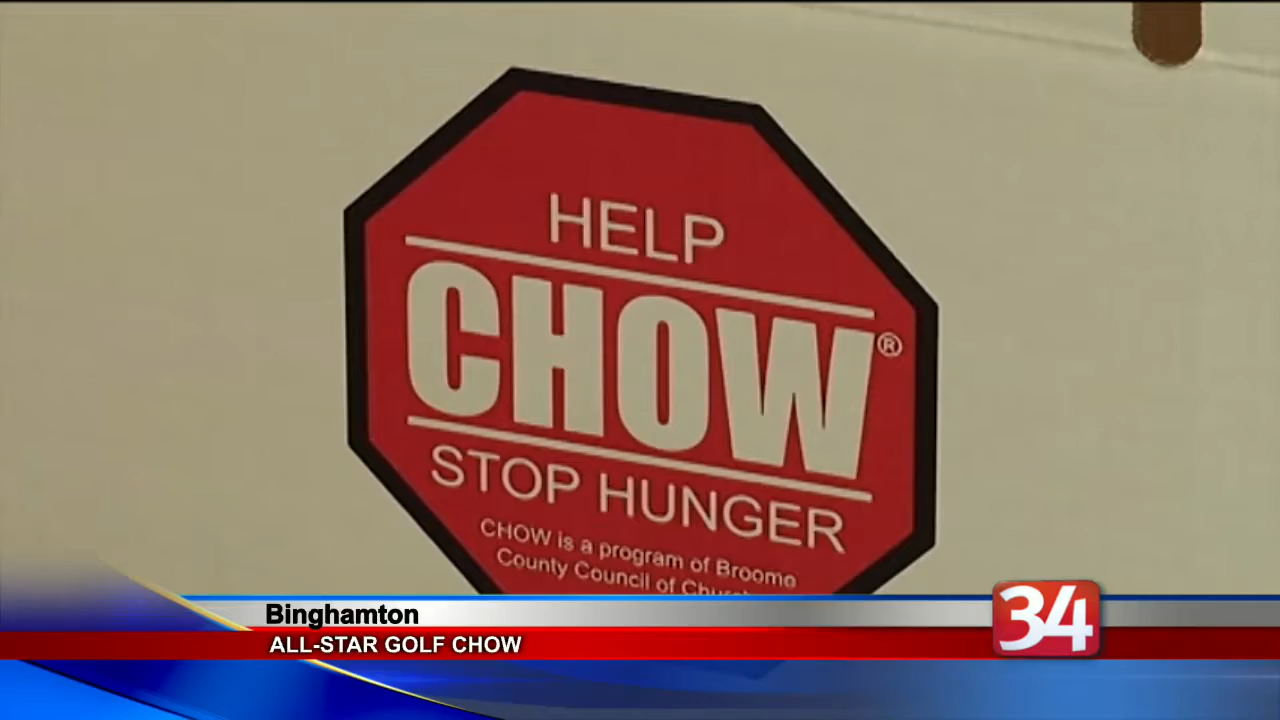 HELP
CHOW®
STOP HUNGER
CHOW is a program of Broome
County Council of
Binghamton
ALL-STAR GOLF CHOW
34